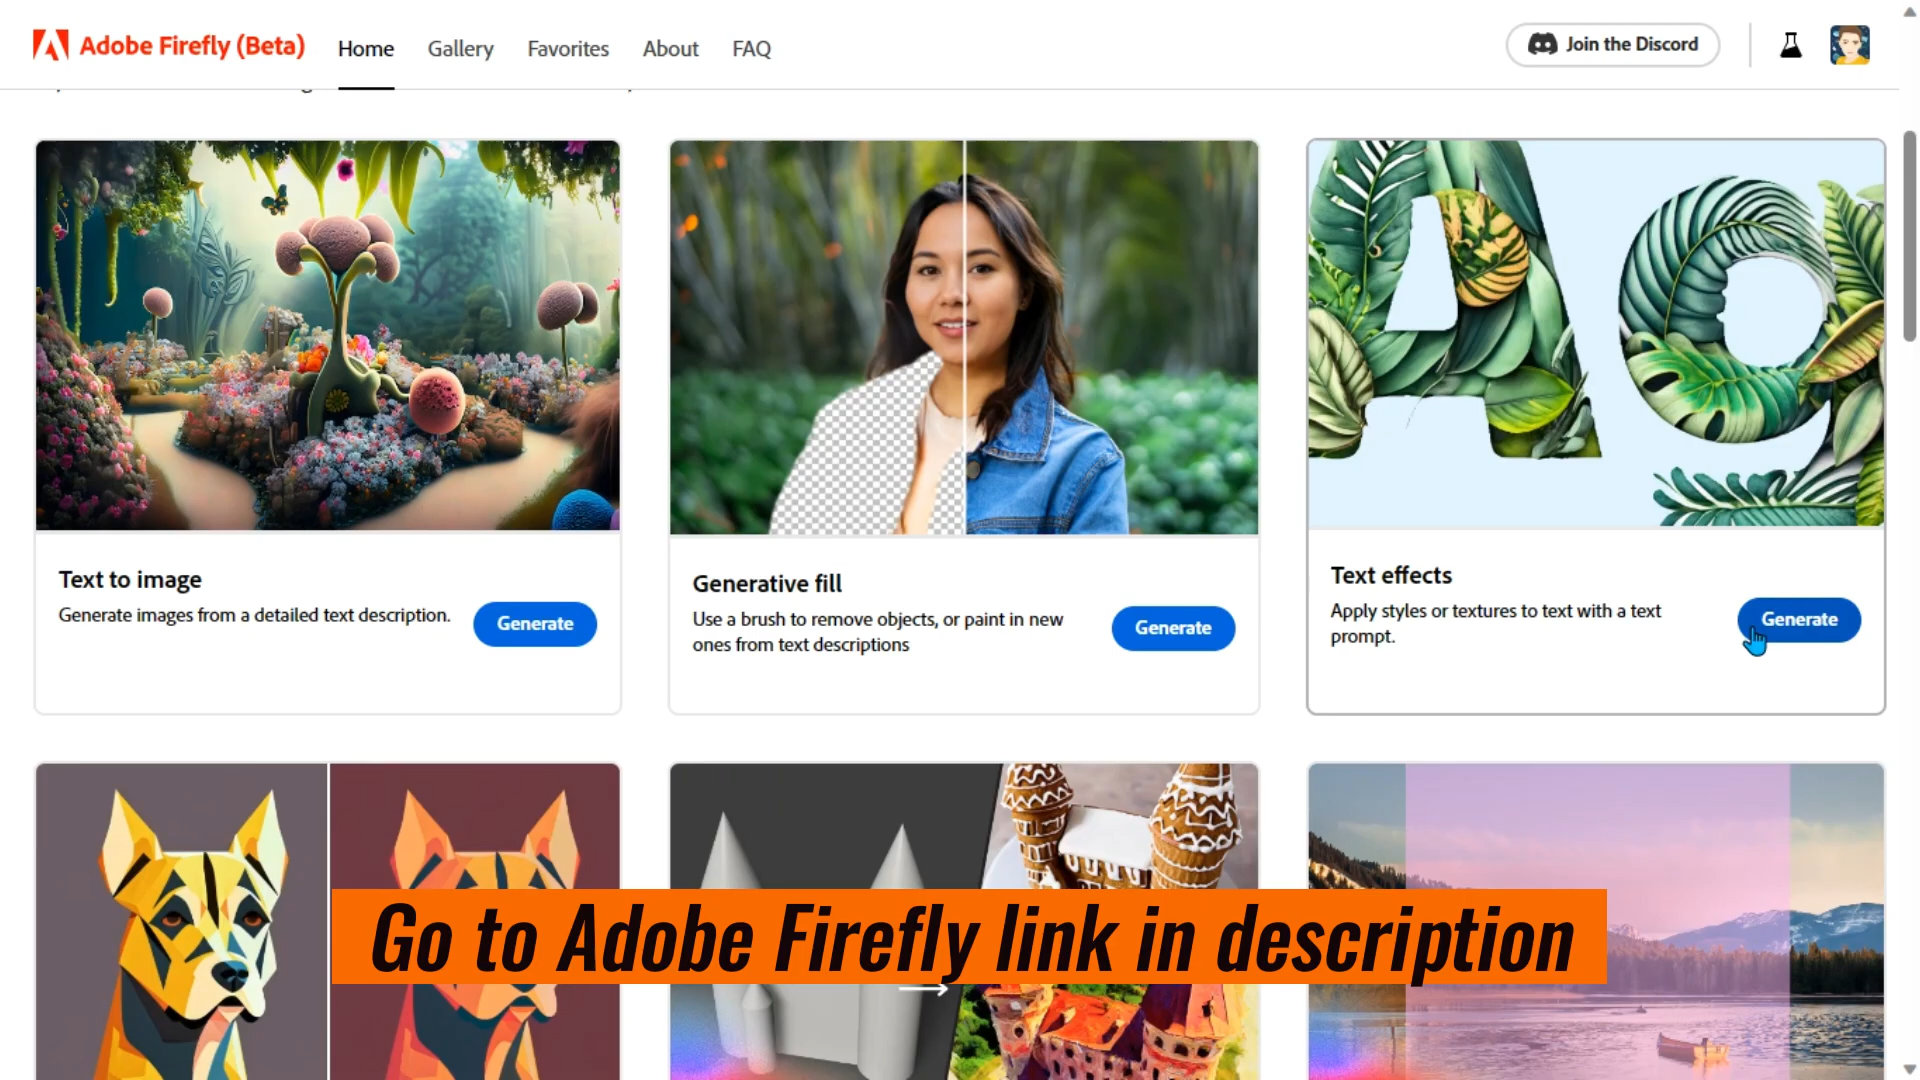 Adobe Firefly (Beta)
Home
Gallery
Favorites
About
FAQ
Join the Discord
Text to image
Generate images from a detailed text description.
Generate
Generative fill
Use a brush to remove objects, or paint in new
ones from text descriptions
Generate
Text effects
Apply styles or textures to text with a text
prompt.
Generate
Go to Adobe Firefly link in description